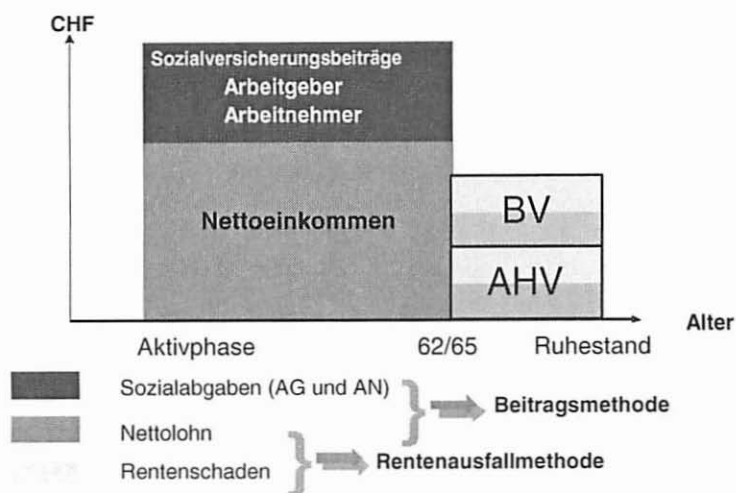 CHF
Sozialversicherungsbeiträge
Arbeitgeber
Arbeitnehmer
Nettoeinkommen
BV
AHV
Alter
Aktivphase 62/65 Ruhestand
Sozialabgaben (AG und AN)
Beitragsmethode
Nettolohn
Rentenausfallmethode
Rentenschaden